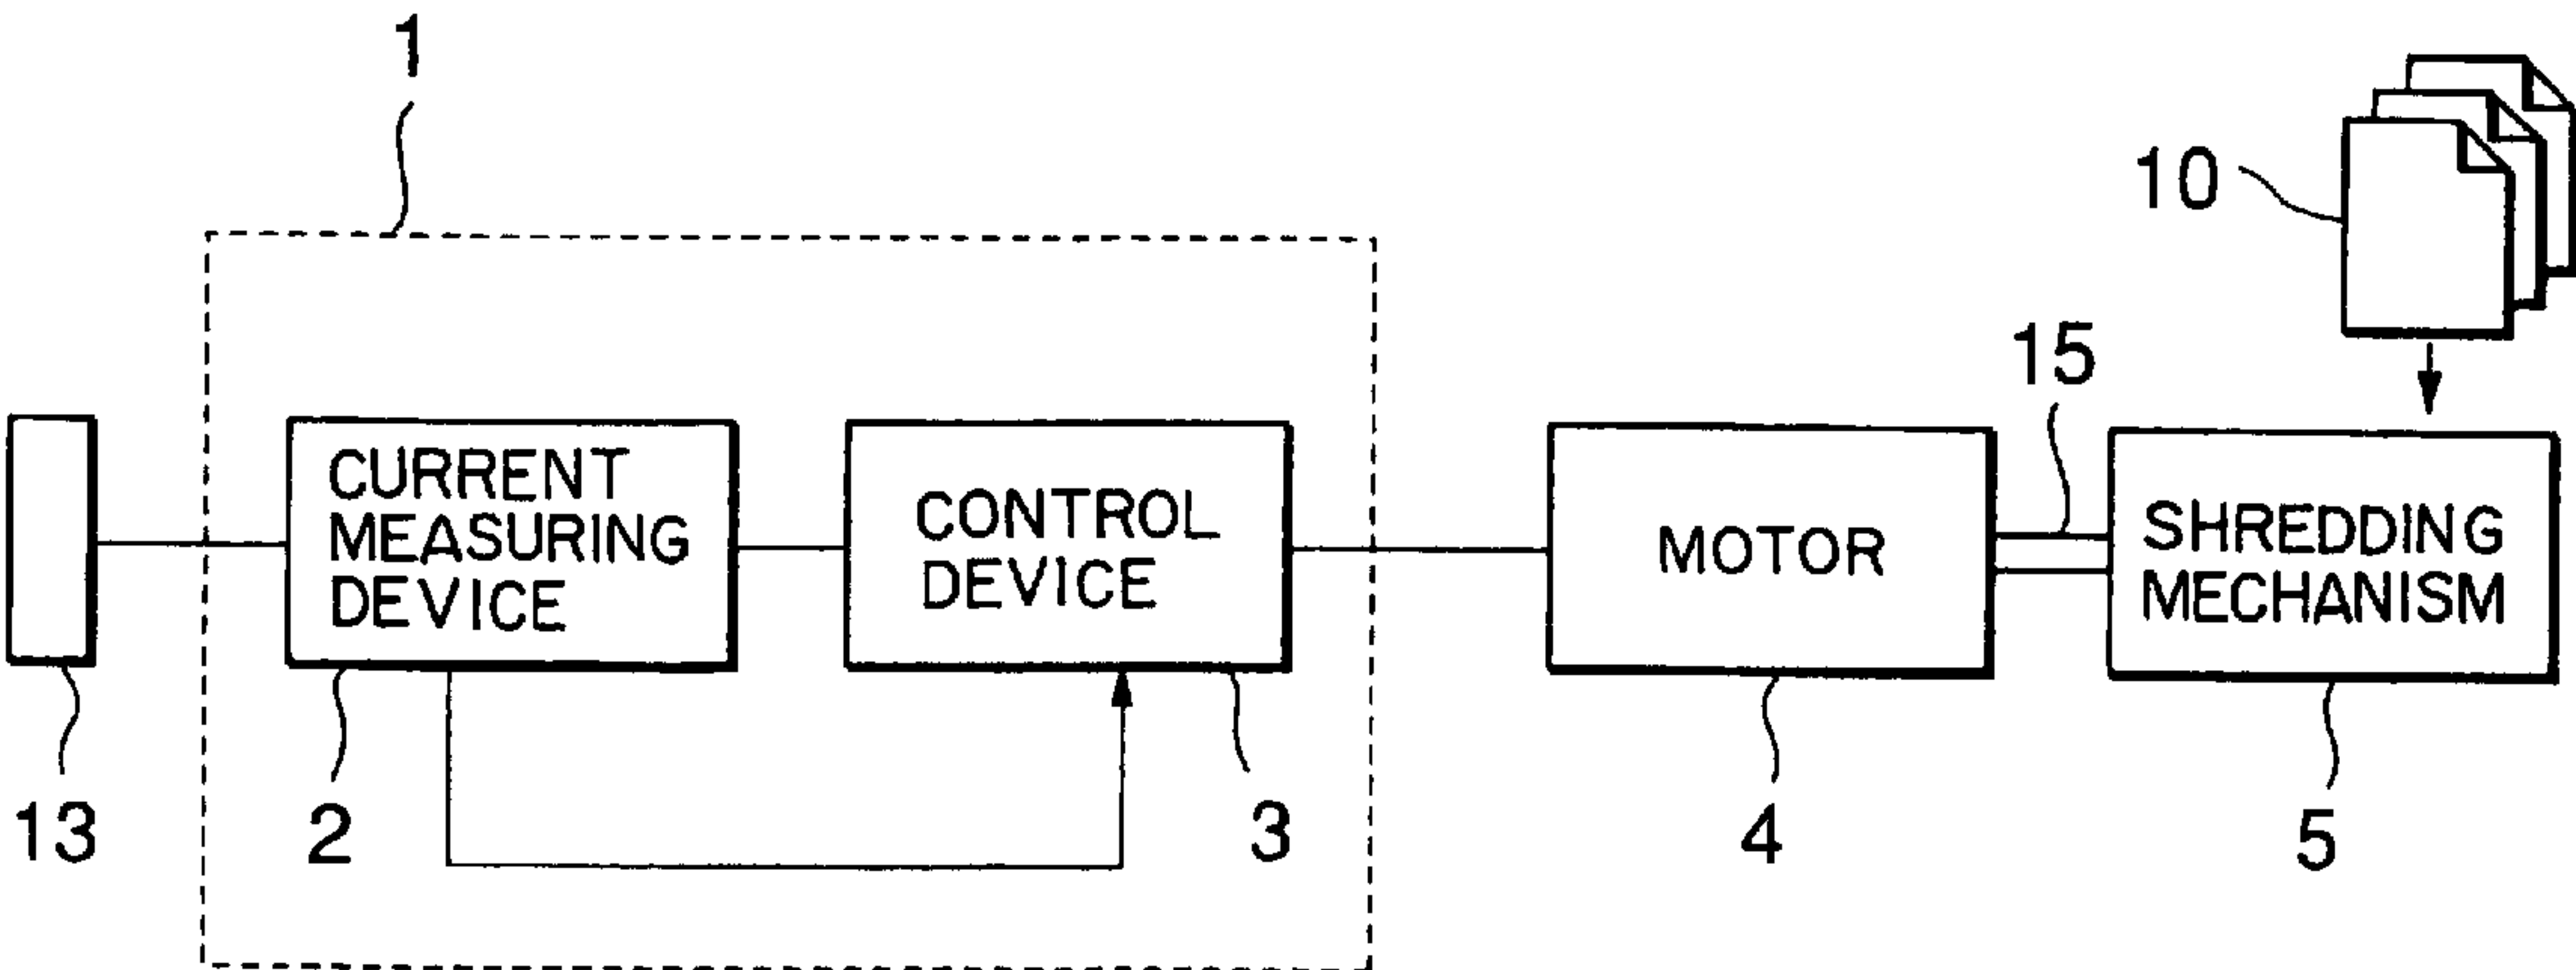 1
10
15
CURRENT
MEASURING
DEVICE
CONTROL
DEVICE
MOTOR
SHREDDING
MECHANISM
13
2
3
4
5